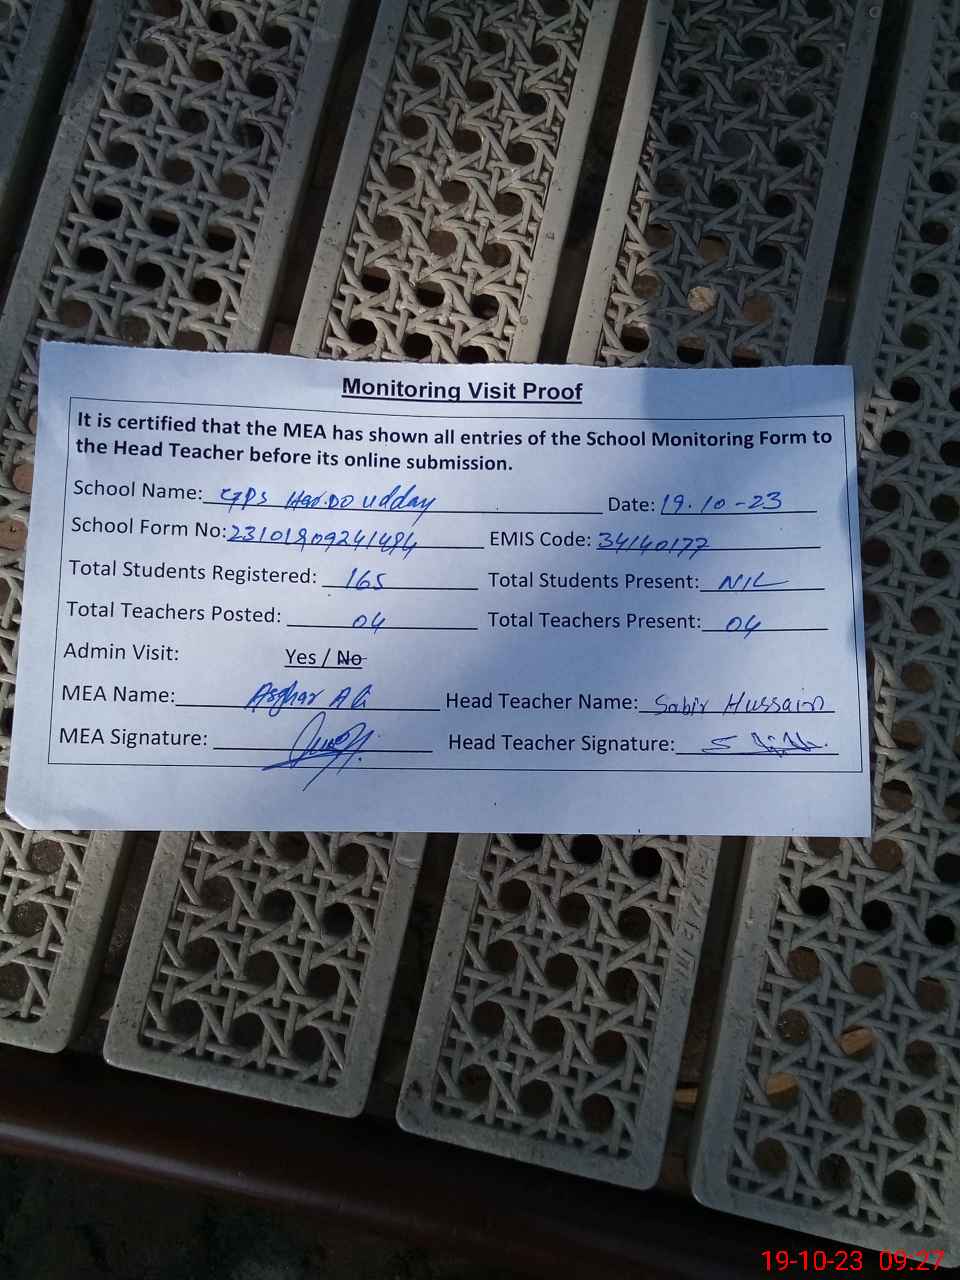 Monitoring Visit Proof
It is certified that the MEA has shown all entries of the School Monitoring Form to
the Head Teacher before its online submission.
School Name: GPS Hardo udday Date: 19.10-23
School Form No: EMIS Code: 34140177
Total Students Registered: 165 Total Students Present: NIL
Total Teachers Posted: 04 Total Teachers Present: 04
Admin Visit: Yes / No
MEA Name: Asghar Ali Head Teacher Name: Sabir Hussain
MEA Signature: Head Teacher Signature:
19-10-23 09:27